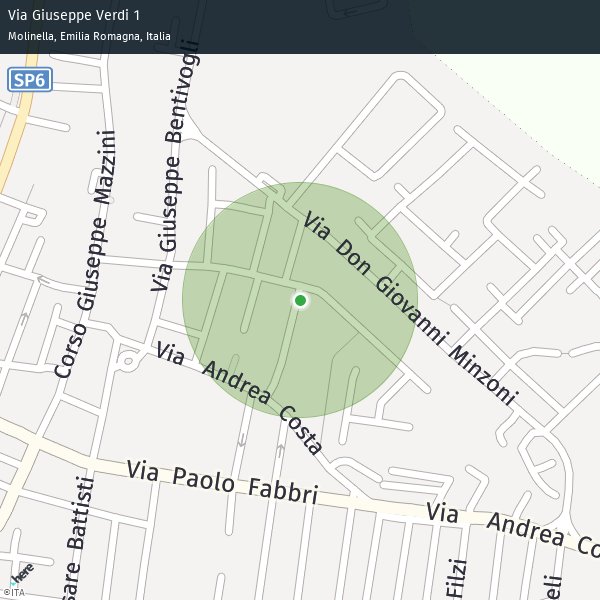 Via Giuseppe Verdi 1
Molinella, Emilia Romagna, Italia
SP6
Via Giuseppe Bentivogli
Corso Giuseppe Mazzini
Via Don Giovanni Minzoni
Via Andrea Costa
Via Paolo Fabbri
Via Andrea Co
sare Battisti
Filzi
eli
here
©ITA